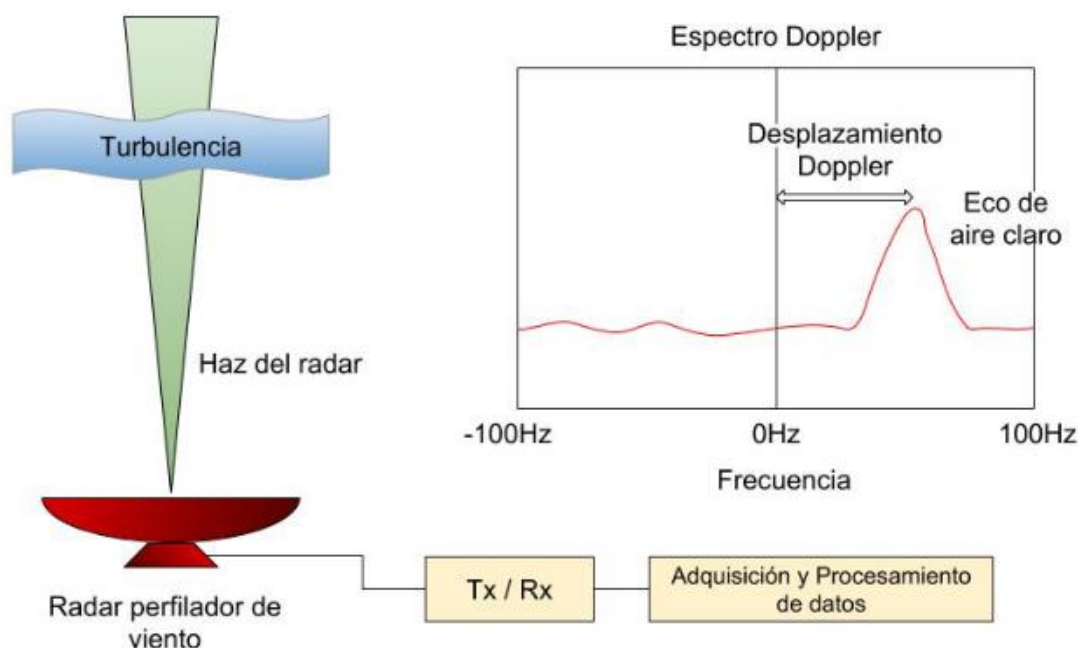 Turbulencia
Haz del radar
Radar perfilador de
viento
Tx / Rx
Adquisición y Procesamiento
de datos
Espectro Doppler
Desplazamiento
Doppler
Eco de
aire claro
-100Hz
0Hz
100Hz
Frecuencia